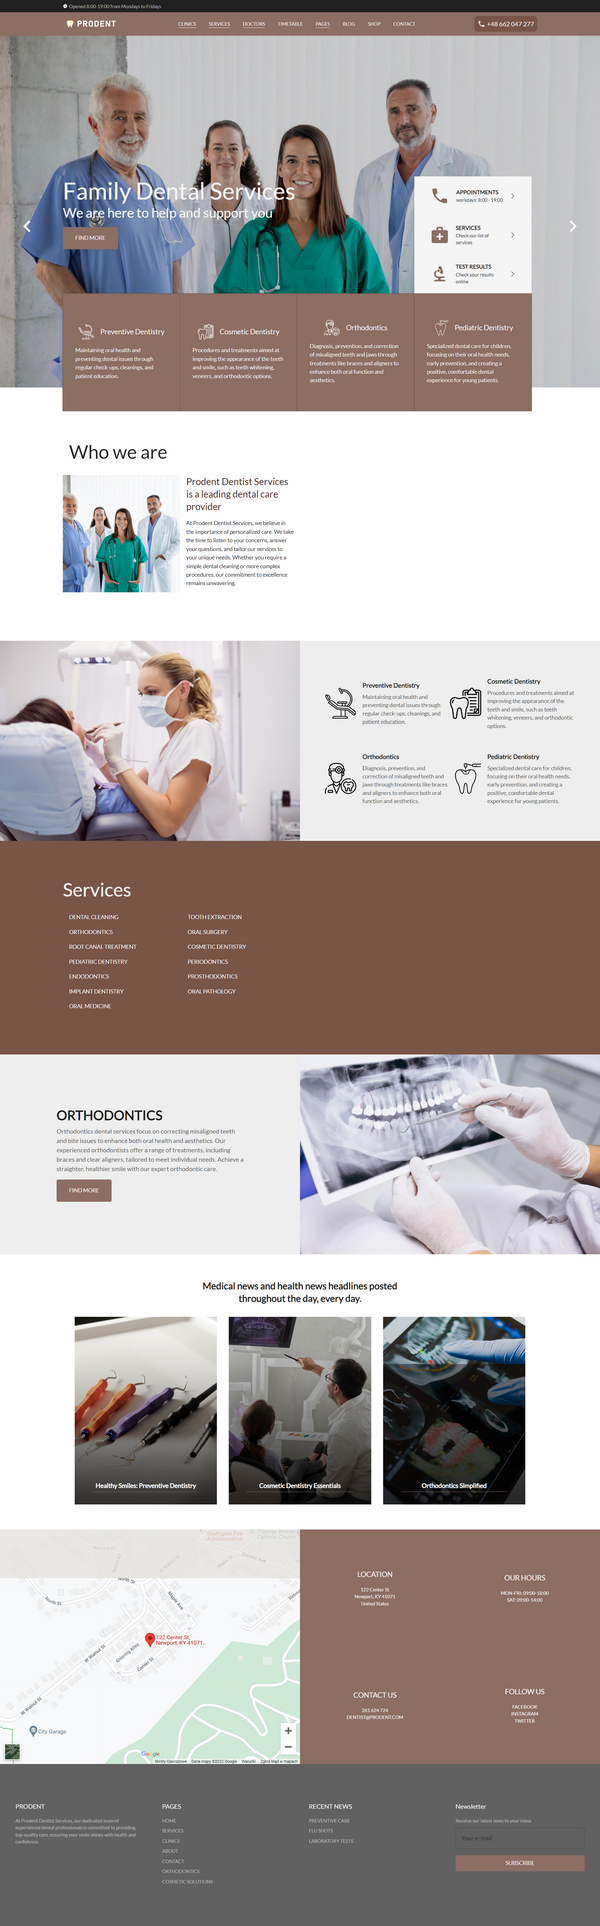 Opened 8:00-19:00 from Mondays to Fridays
PRODENT
CLINICS SERVICES DOCTORS TIMETABLE PAGES BLOG SHOP CONTACT
+48 662 047 277
Family Dental Services
We are here to help and support you
FIND MORE
APPOINTMENTS
workdays: 8:00 - 19:00
SERVICES
Check our list of
services
TEST RESULTS
Check your results
online
Preventive Dentistry
Maintaining oral health and
preventing dental issues through
regular check-ups, cleanings, and
patient education.
Cosmetic Dentistry
Procedures and treatments aimed at
improving the appearance of the teeth
and smile, such as teeth whitening,
veneers, and orthodontic options.
Orthodontics
Diagnosis, prevention, and correction
of misaligned teeth and jaws through
treatments like braces and aligners to
enhance both oral function and
aesthetics.
Pediatric Dentistry
Specialized dental care for children,
focusing on their oral health needs,
early prevention, and creating a
positive, comfortable dental
experience for young patients.
Who we are
Prodent Dentist Services
is a leading dental care
provider
At Prodent Dentist Services, we believe in
the importance of personalized care. We take
the time to listen to your concerns, answer
your questions, and tailor our services to
your unique needs. Whether you require a
simple dental cleaning or more complex
procedures, our commitment to excellence
remains unwavering.
Preventive Dentistry
Maintaining oral health and
preventing dental issues through
regular check-ups, cleanings, and
patient education.
Cosmetic Dentistry
Procedures and treatments aimed at
improving the appearance of the
teeth and smile, such as teeth
whitening, veneers, and orthodontic
options.
Orthodontics
Diagnosis, prevention, and
correction of misaligned teeth and
jaws through treatments like braces
and aligners to enhance both oral
function and aesthetics.
Pediatric Dentistry
Specialized dental care for children,
focusing on their oral health needs,
early prevention, and creating a
positive, comfortable dental
experience for young patients.
Services
DENTAL CLEANING
ORTHODONTICS
ROOT CANAL TREATMENT
PEDIATRIC DENTISTRY
ENDODONTICS
IMPLANT DENTISTRY
ORAL MEDICINE
TOOTH EXTRACTION
ORAL SURGERY
COSMETIC DENTISTRY
PERIODONTICS
PROSTHODONTICS
ORAL PATHOLOGY
ORTHODONTICS
Orthodontics dental services focus on correcting misaligned teeth
and bite issues to enhance both oral health and aesthetics. Our
experienced orthodontists offer a range of treatments, including
braces and clear aligners, tailored to meet individual needs. Achieve a
straighter, healthier smile with our expert orthodontic care.
FIND MORE
Medical news and health news headlines posted
throughout the day, every day.
Healthy Smiles: Preventive Dentistry
Cosmetic Dentistry Essentials
Orthodontics Simplified
Southgate Fire
Administration
North St
North St
Maple Ave
122 Center St,
Newport, KY 41071...
W Walnut St
Center St
W Walnut St
City Garage
Google
Skróty klawiszowe Dane mapy ©2023 Google Warunki Zgłoś błąd w mapach
LOCATION
122 Center St
Newport, KY 41071
United States
OUR HOURS
MON-FRI: 09:00-18:00
SAT: 09:00-14:00
CONTACT US
261 624 724
DENTIST@PRODENT.COM
FOLLOW US
FACEBOOK
INSTAGRAM
TWITTER
PRODENT
At Prodent Dentist Services, our dedicated team of
experienced dental professionals is committed to providing
top-quality care, ensuring your smile shines with health and
confidence.
PAGES
HOME
SERVICES
CLINICS
ABOUT
CONTACT
ORTHODONTICS
COSMETIC SOLUTIONS
RECENT NEWS
PREVENTIVE CARE
FLU SHOTS
LABORATORY TESTS
Newsletter
Receive our latest news to your inbox
Your e-mail
SUBSCRIBE